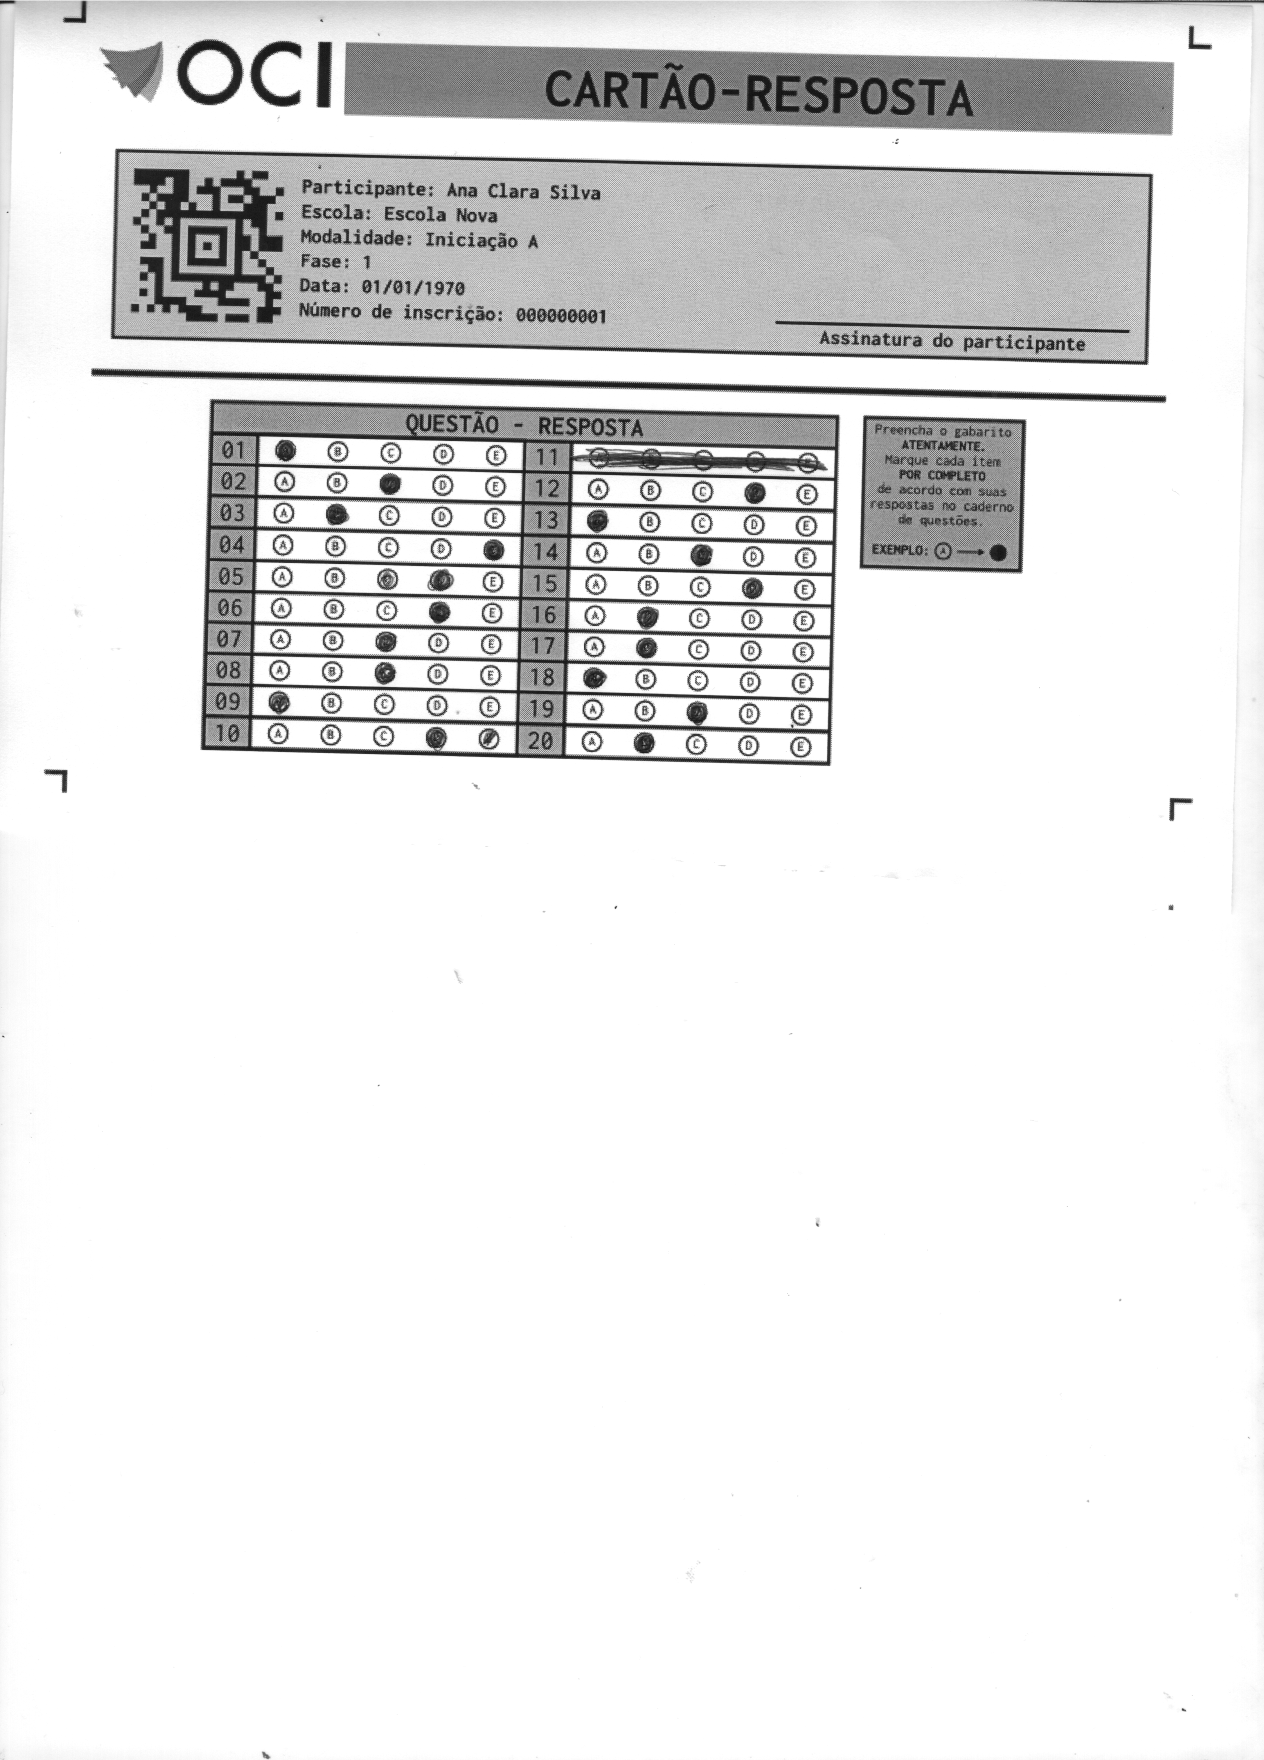 OCI
CARTÃO-RESPOSTA
Participante: Ana Clara Silva
Escola: Escola Nova
Modalidade: Iniciação A
Fase: 1
Data: 01/01/1970
Número de inscrição: 000000001
Assinatura do participante
QUESTÃO - RESPOSTA
01 B C D E 11
02 A B D E 12 A B C E
03 A C D E 13 B C D E
04 A B C D 14 A B D E
05 A B E 15 A B C E
06 A B C E 16 A C D E
07 A B D E 17 A C D E
08 A B D E 18 B C D E
09 B C D E 19 A B D E
10 A B C 20 A C D E
Preencha o gabarito
ATENTAMENTE.
Marque cada item
POR COMPLETO
de acordo com suas
respostas no caderno
de questões.
EXEMPLO: A